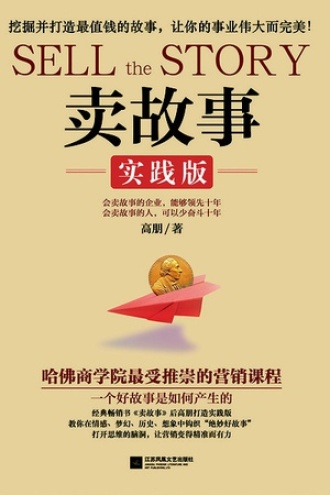 挖掘并打造最值钱的故事，让你的事业伟大而完美！
SELL the STORY
卖故事
实践版
会卖故事的企业，能够领先十年
会卖故事的人，可以少奋斗十年
高朋/著
哈佛商学院最受推崇的营销课程
一个好故事是如何产生的
经典畅销书《卖故事》后高朋打造实践版
教你在情感、梦幻、历史、想象中钩织“绝妙好故事”
打开思维的脑洞，让营销变得精准而有力
江苏凤凰文艺出版社